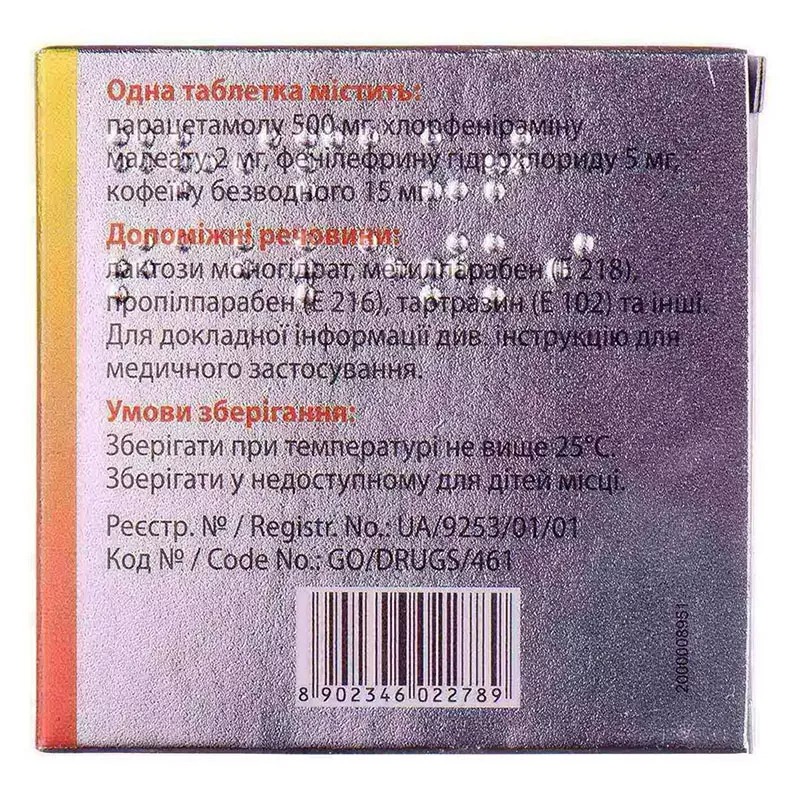 Одна таблетка містить:
парацетамолу 500 мг, хлорфеніраміну
малеату 2 мг, фенілефрину гідрохлориду 5 мг,
кофеїну безводного 15 мг.
Допоміжні речовини:
лактози моногідрат, метилпарабен (Е 218),
пропілпарабен (Е 216), тартразин (Е 102) та інші.
Для докладної інформації див. інструкцію для
медичного застосування.
Умови зберігання:
Зберігати при температурі не вище 25°С.
Зберігати у недоступному для дітей місці.
Реєстр. № / Registr. No.: UA/9253/01/01
Код № / Code No.: GO/DRUGS/461
8 902346 022789
2000008951